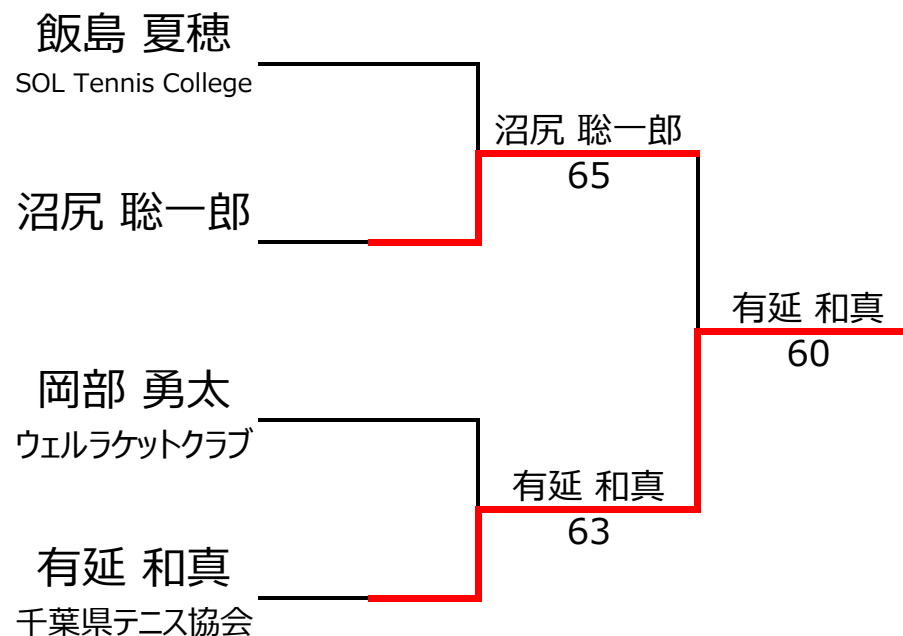 飯島 夏穂
SOL Tennis College
沼尻 聡一郎
65
沼尻 聡一郎
有延 和真
60
岡部 勇太
ウェルラケットクラブ
有延 和真
63
有延 和真
千葉県テニス協会